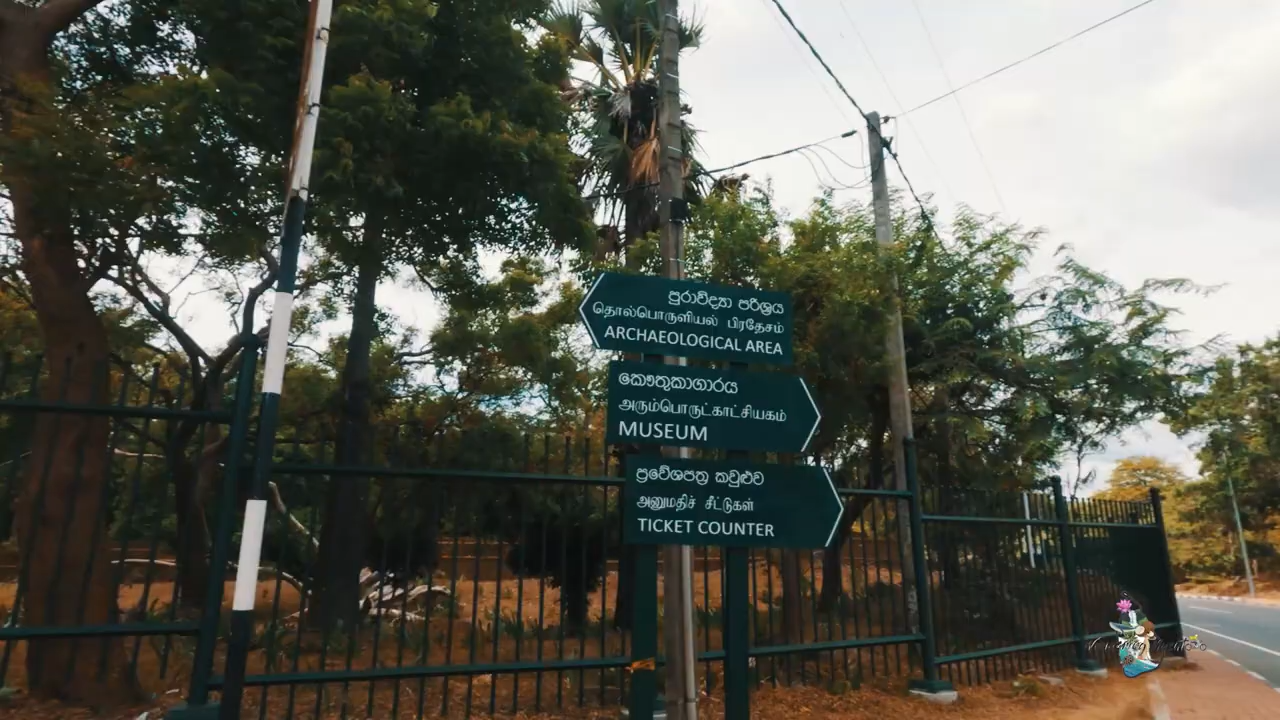 පුරාවිද්‍යා පරිශ්‍රය
தொல்பொருளியல் பிரதேசம்
ARCHAEOLOGICAL AREA
කෞතුකාගාරය
அரும்பொருட்காட்சியகம்
MUSEUM
ප්‍රවේශපත්‍ර කවුළුව
அனுமதிச் சீட்டுகள்
TICKET COUNTER